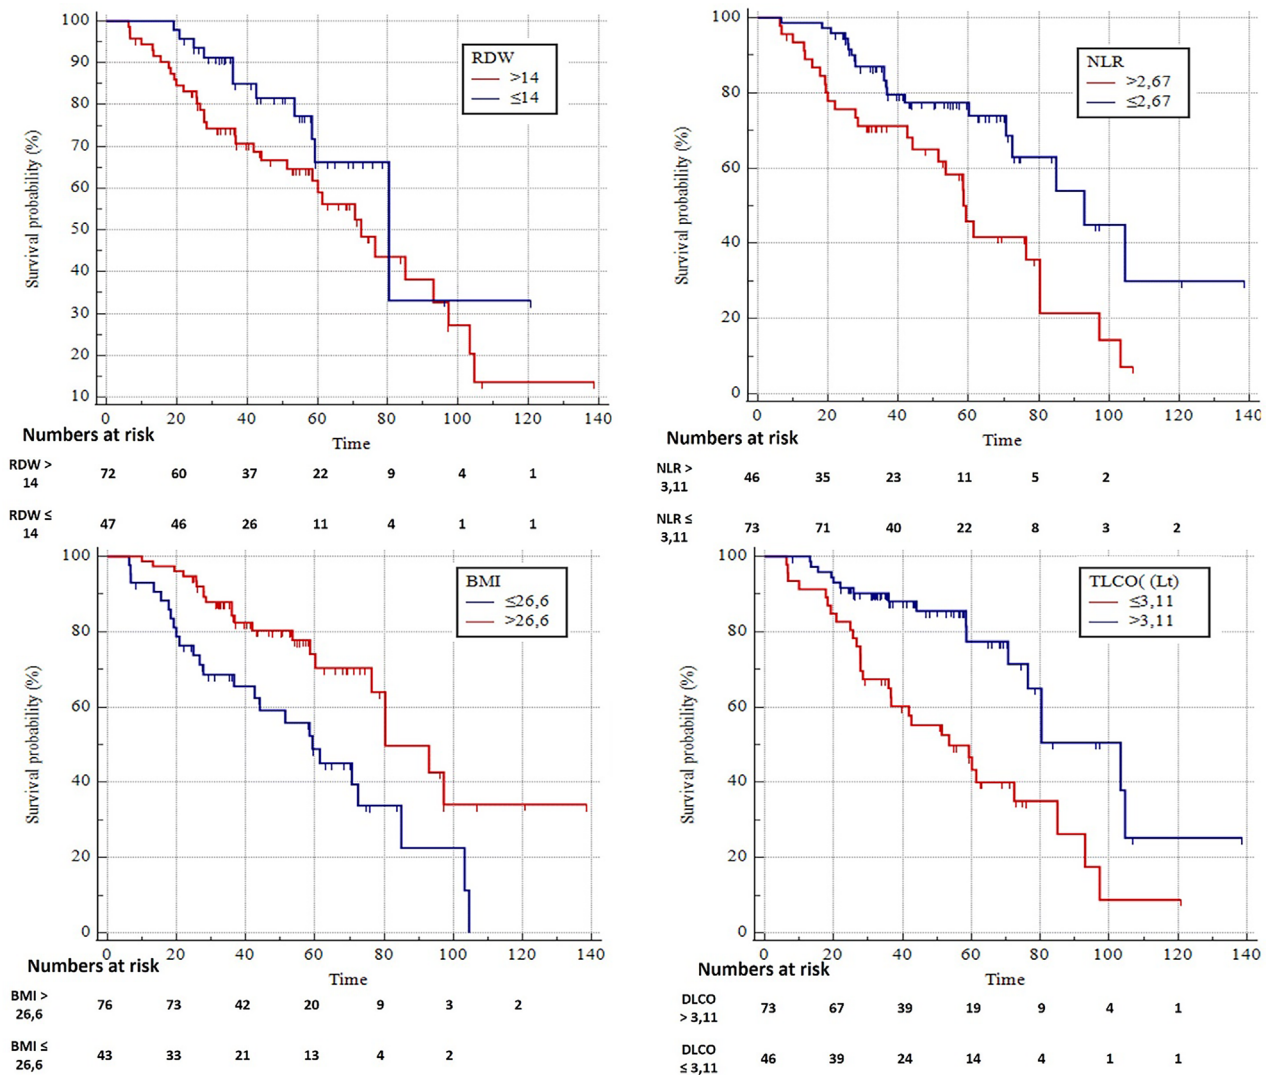 100
90
80
70
60
50
40
30
20
10
Survival probability (%)
RDW
>14
≤14
0 20 40 60 80 100 120 140
Time
Numbers at risk
RDW >
14
72 60 37 22 9 4 1
RDW ≤
14
47 46 26 11 4 1 1
100
80
60
40
20
0
Survival probability (%)
NLR
>2,67
≤2,67
0 20 40 60 80 100 120 140
Time
Numbers at risk
NLR >
3,11
46 35 23 11 5 2
NLR ≤
3,11
73 71 40 22 8 3 2
100
80
60
40
20
0
Survival probability (%)
BMI
≤26,6
>26,6
0 20 40 60 80 100 120 140
Time
Numbers at risk
BMI >
26,6
76 73 42 20 9 3 2
BMI ≤
26,6
43 33 21 13 4 2
100
80
60
40
20
0
Survival probability (%)
TLCO( (Lt)
≤3,11
>3,11
0 20 40 60 80 100 120 140
Time
Numbers at risk
DLCO
> 3,11
73 67 39 19 9 4 1
DLCO
≤ 3,11
46 39 24 14 4 1 1